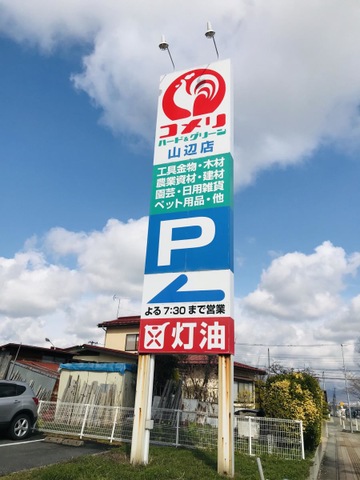 コメリ
ハード&グリーン
山辺店
工具金物・木材
農業資材・建材
園芸・日用雑貨
ペット用品・他
P
よる7:30まで営業
灯油